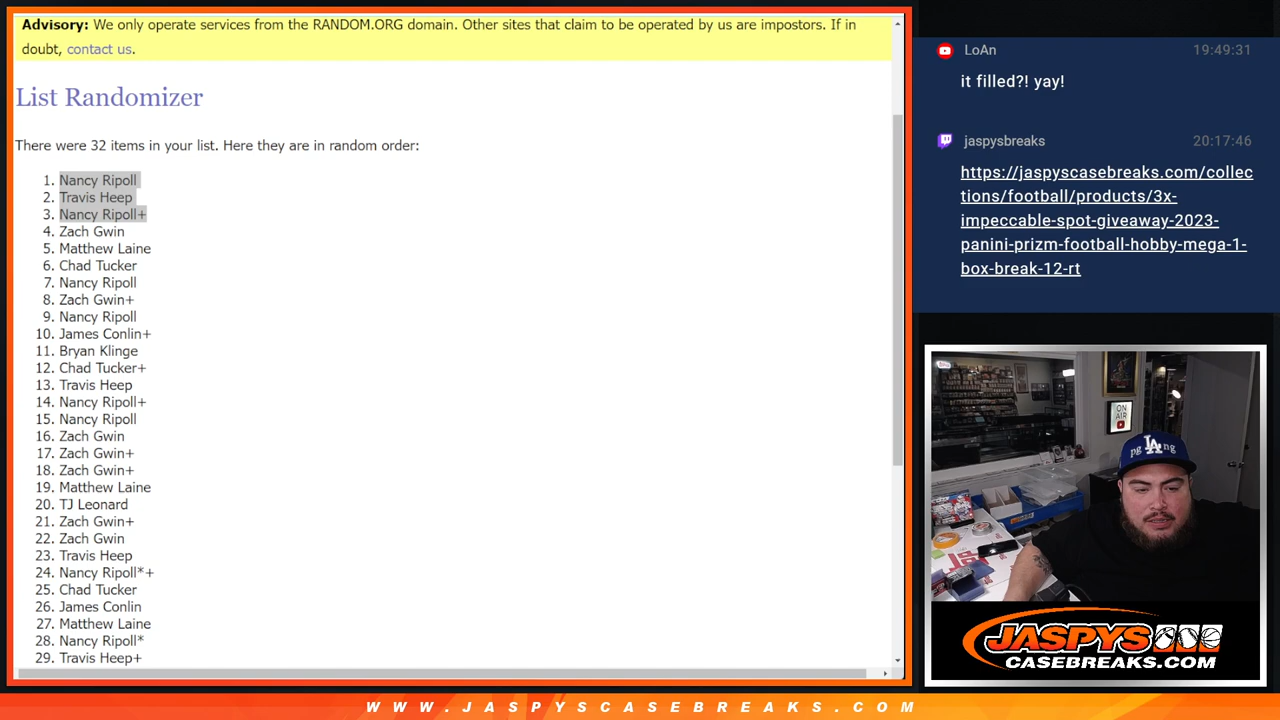 Advisory: We only operate services from the RANDOM.ORG domain. Other sites that claim to be operated by us are impostors. If in
doubt, contact us.
List Randomizer
There were 32 items in your list. Here they are in random order:
1. Nancy Ripoll
2. Travis Heep
3. Nancy Ripoll+
4. Zach Gwin
5. Matthew Laine
6. Chad Tucker
7. Nancy Ripoll
8. Zach Gwin+
9. Nancy Ripoll
10. James Conlin+
11. Bryan Klinge
12. Chad Tucker+
13. Travis Heep
14. Nancy Ripoll+
15. Nancy Ripoll
16. Zach Gwin
17. Zach Gwin+
18. Zach Gwin+
19. Matthew Laine
20. TJ Leonard
21. Zach Gwin+
22. Zach Gwin
23. Travis Heep
24. Nancy Ripoll*+
25. Chad Tucker
26. James Conlin
27. Matthew Laine
28. Nancy Ripoll*
29. Travis Heep+
LoAn 19:49:31
it filled?! yay!
jaspysbreaks 20:17:46
https://jaspyscasebreaks.com/collec
tions/football/products/3x-
impeccable-spot-giveaway-2023-
panini-prizm-football-hobby-mega-1-
box-break-12-rt
ON
AIR
pg LA ng
JASPYS
CASEBREAKS.COM
WWW.JASPYSCASEBREAKS.COM